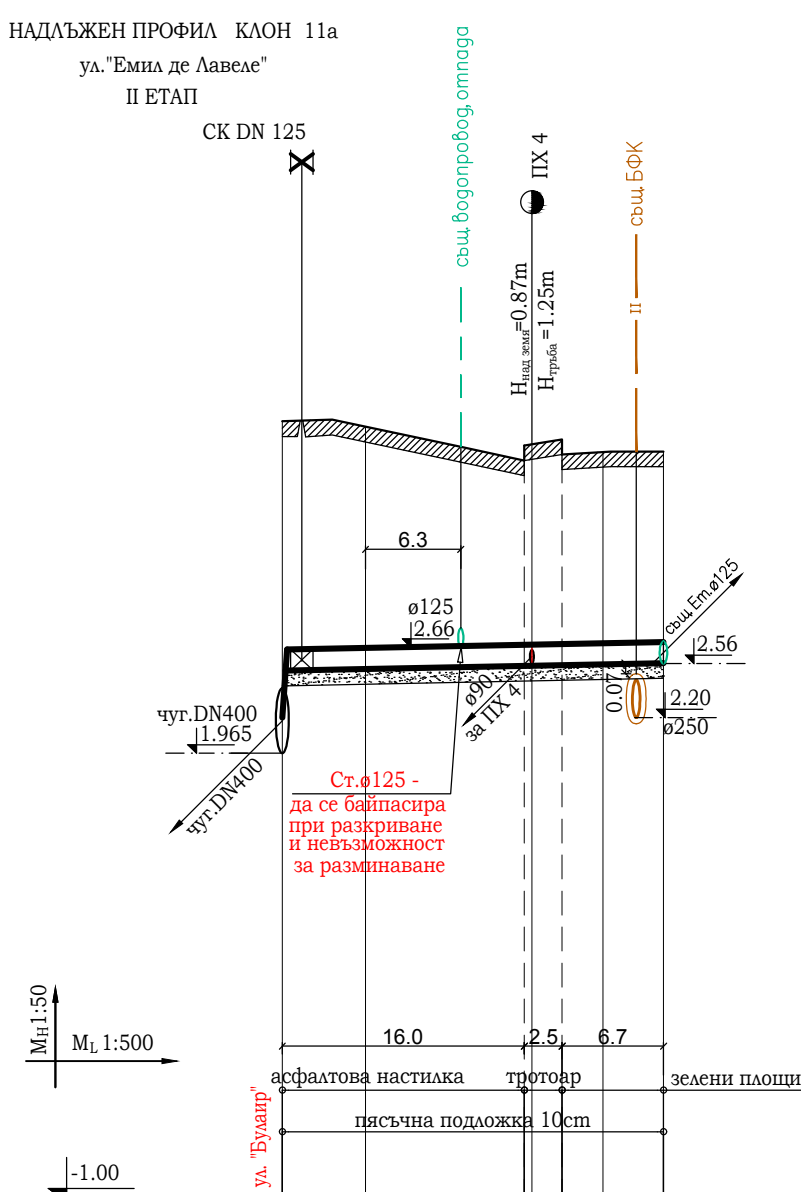 НАДЛЪЖЕН ПРОФИЛ КЛОН 11а
ул."Емил де Лавеле"
II ЕТАП
СК DN 125
същ.водопровод, отпада
ПХ 4
същ.БФК
II
Hнад земя=0.87m
Hтръба =1.25m
6.3
ø125
2.66
същ.Ет.ø125
2.56
ø90
за ПХ 4
0.07
2.20
ø250
чуг.DN400
1.965
чуг.DN400
Ст.ø125 -
да се байпасира
при разкриване
и невъзможност
за разминаване
MH1:50
ML 1:500
16.0
2.5
6.7
асфалтова настилка
тротоар
зелени площи
пясъчна подложка 10cm
ул. "Булаир"
-1.00